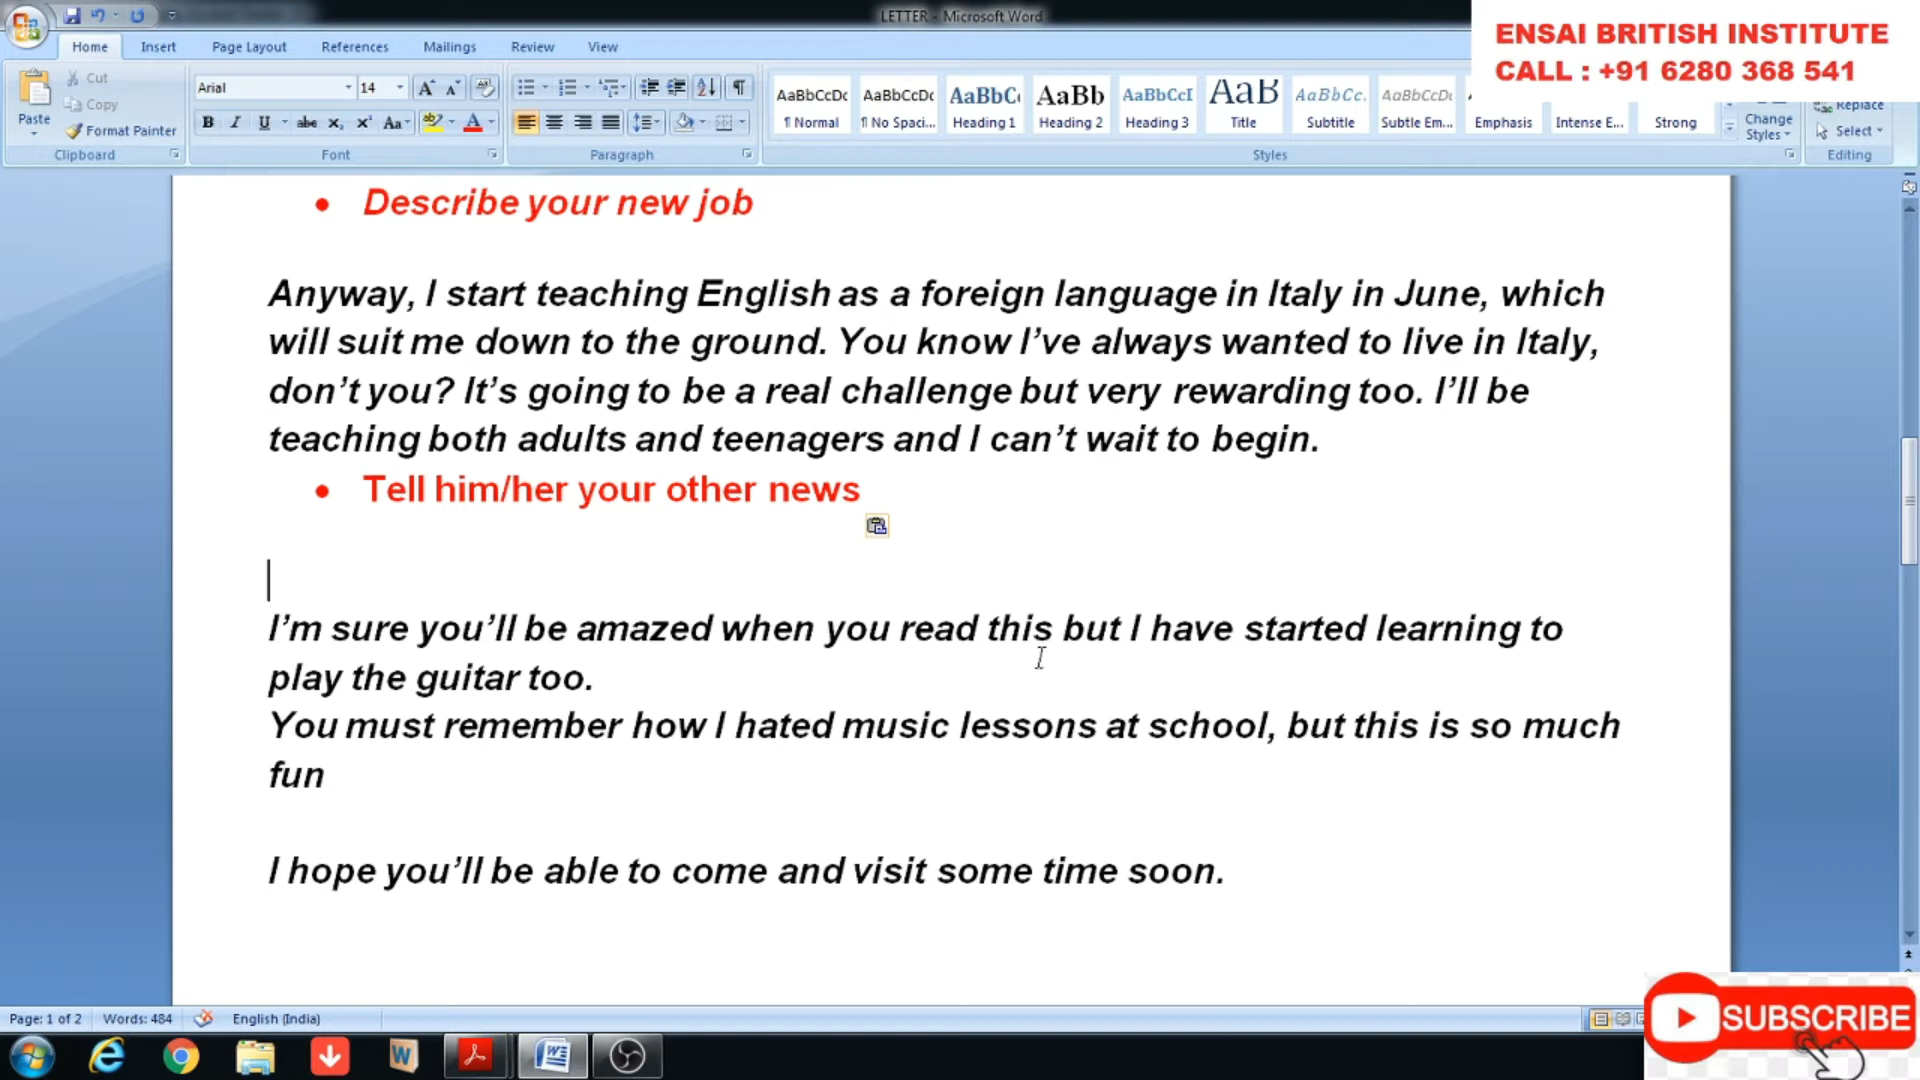 LETTER - Microsoft Word
ENSAI BRITISH INSTITUTE
CALL : +91 6280 368 541
Home Insert Page Layout References Mailings Review View
Paste
Cut
Copy
Format Painter
Clipboard
Arial 14
Font
Paragraph
AaBbCcDc AaBbCcDc AaBbC AaBb AaBbCcI AaB AaBbCc. AaBbCcDc
¶ Normal ¶ No Spaci... Heading 1 Heading 2 Heading 3 Title Subtitle Subtle Em... Emphasis Intense E... Strong
Styles
Change
Styles
Replace
Select
Editing
• Describe your new job
Anyway, I start teaching English as a foreign language in Italy in June, which
will suit me down to the ground. You know I’ve always wanted to live in Italy,
don’t you? It’s going to be a real challenge but very rewarding too. I’ll be
teaching both adults and teenagers and I can’t wait to begin.
• Tell him/her your other news
I’m sure you’ll be amazed when you read this but I have started learning to
play the guitar too.
You must remember how I hated music lessons at school, but this is so much
fun
I hope you’ll be able to come and visit some time soon.
Page: 1 of 2 Words: 484 English (India)
SUBSCRIBE